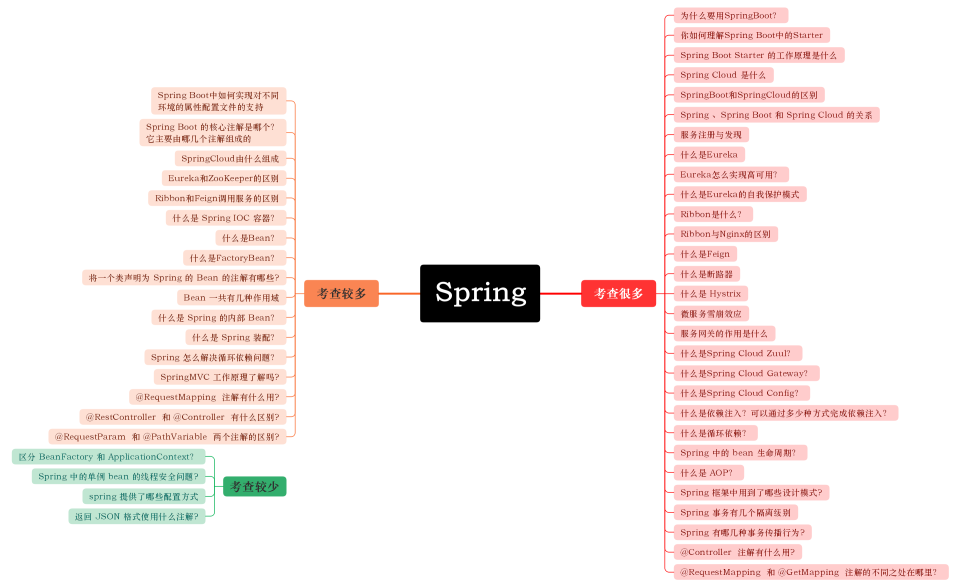 Spring
考查很多
为什么要用SpringBoot?
你如何理解Spring Boot中的Starter
Spring Boot Starter 的工作原理是什么
Spring Cloud 是什么
SpringBoot和SpringCloud的区别
Spring 、Spring Boot 和 Spring Cloud 的关系
服务注册与发现
什么是Eureka
Eureka怎么实现高可用?
什么是Eureka的自我保护模式
Ribbon是什么?
Ribbon与Nginx的区别
什么是Feign
什么是断路器
什么是 Hystrix
微服务雪崩效应
服务网关的作用是什么
什么是Spring Cloud Zuul?
什么是Spring Cloud Gateway?
什么是Spring Cloud Config?
什么是依赖注入? 可以通过多少种方式完成依赖注入?
什么是循环依赖?
Spring 中的 bean 生命周期?
什么是 AOP?
Spring 框架中用到了哪些设计模式?
Spring 事务有几个隔离级别
Spring 有哪几种事务传播行为?
@Controller 注解有什么用?
@RequestMapping 和 @GetMapping 注解的不同之处在哪里?
考查较多
Spring Boot中如何实现对不同
环境的属性配置文件的支持
Spring Boot 的核心注解是哪个?
它主要由哪几个注解组成的
SpringCloud由什么组成
Eureka和ZooKeeper的区别
Ribbon和Feign调用服务的区别
什么是 Spring IOC 容器?
什么是Bean?
什么是FactoryBean?
将一个类声明为 Spring 的 Bean 的注解有哪些?
Bean 一共有几种作用域
什么是 Spring 的内部 Bean?
什么是 Spring 装配?
Spring 怎么解决循环依赖问题?
SpringMVC 工作原理了解吗?
@RequestMapping 注解有什么用?
@RestController 和 @Controller 有什么区别?
@RequestParam 和 @PathVariable 两个注解的区别?
考查较少
区分 BeanFactory 和 ApplicationContext?
Spring 中的单例 bean 的线程安全问题?
spring 提供了哪些配置方式
返回 JSON 格式使用什么注解?